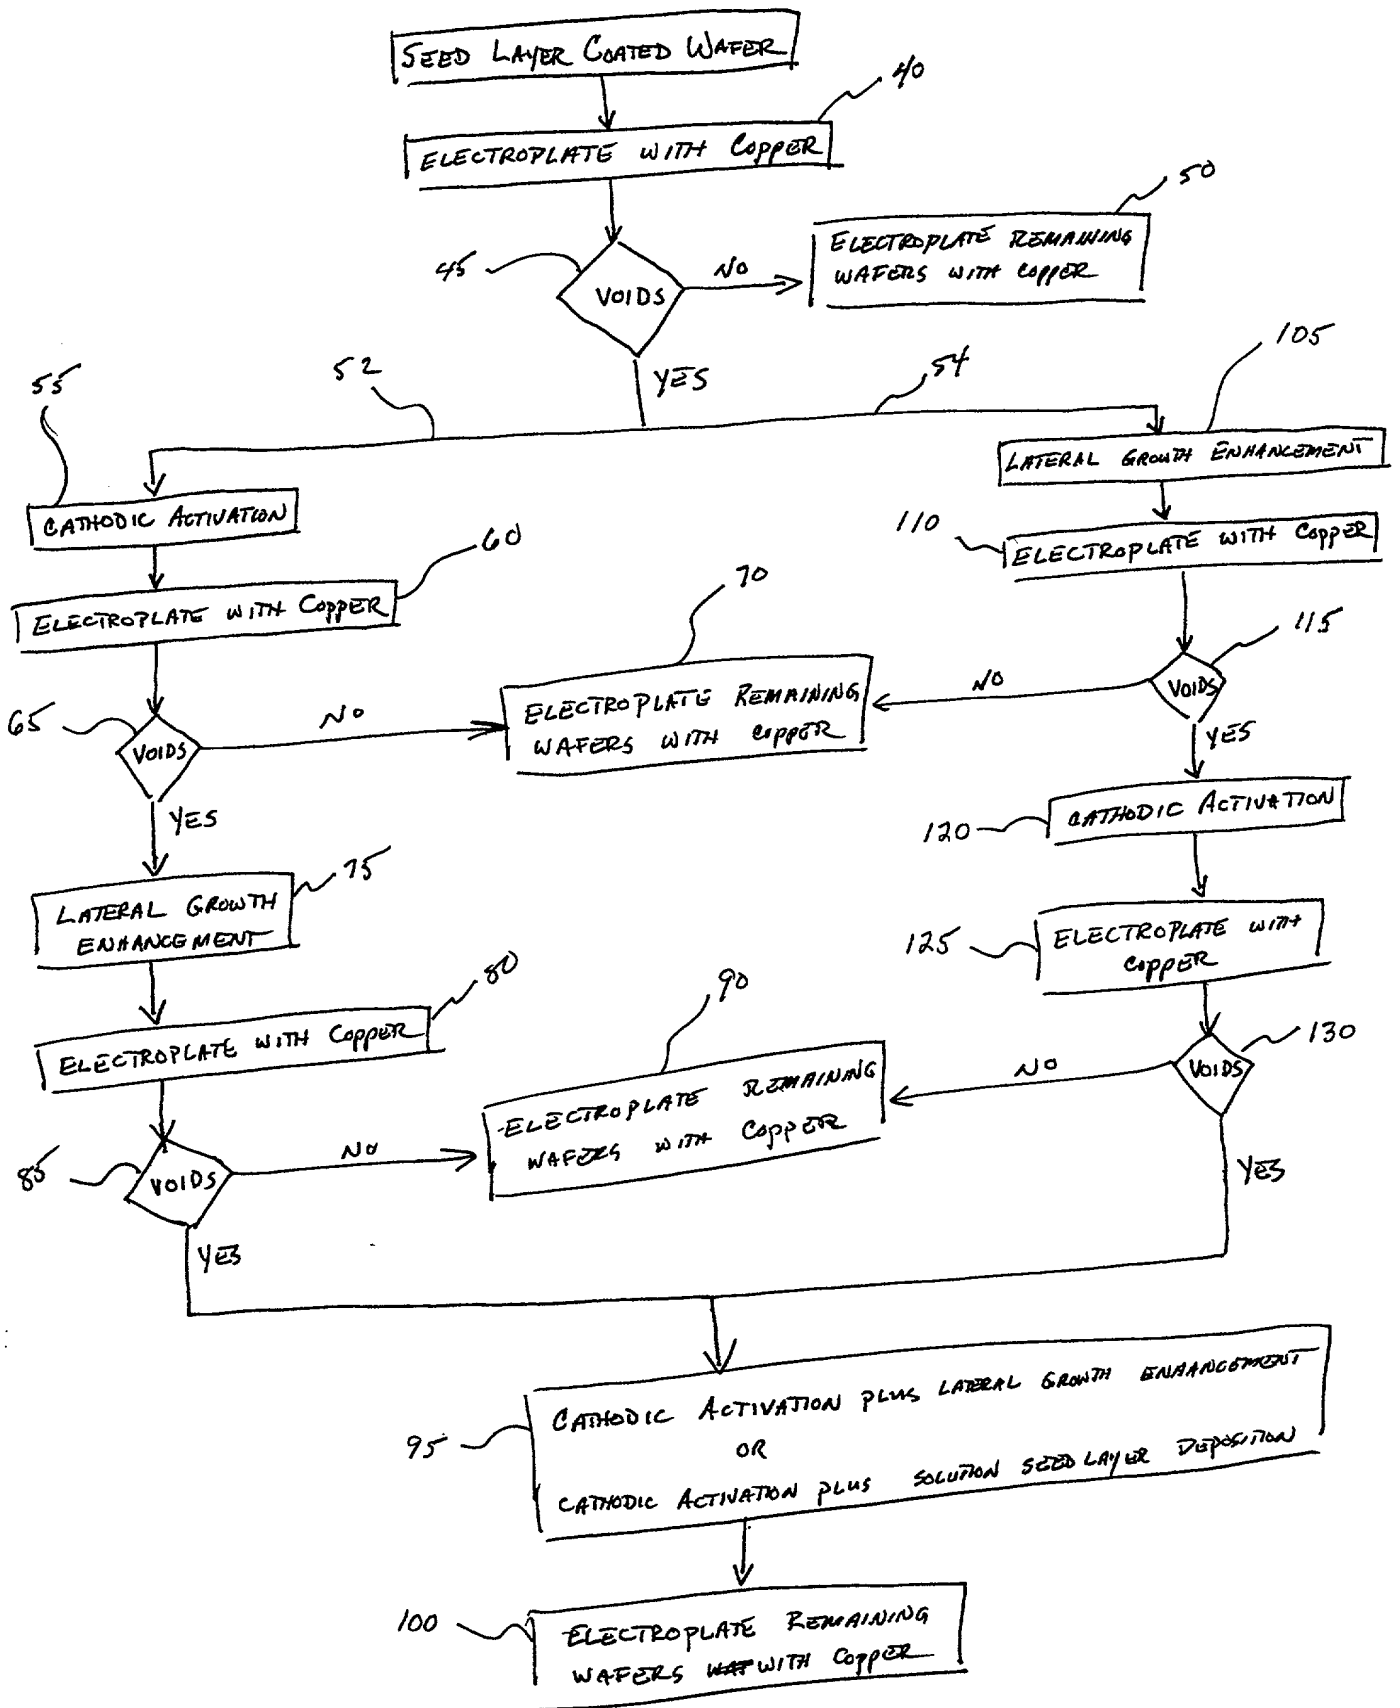 SEED LAYER COATED WAFER
40
ELECTROPLATE WITH COPPER
50
ELECTROPLATE REMAINING
WAFERS WITH COPPER
45
VOIDS
NO
YES
52
54
55
105
CATHODIC ACTIVATION
LATERAL GROWTH ENHANCEMENT
60
110
ELECTROPLATE WITH COPPER
ELECTROPLATE WITH COPPER
70
115
65
VOIDS
NO
ELECTROPLATE REMAINING
WAFERS WITH COPPER
NO
VOIDS
YES
YES
75
LATERAL GROWTH
ENHANCEMENT
120
CATHODIC ACTIVATION
80
ELECTROPLATE WITH COPPER
125
ELECTROPLATE WITH
COPPER
90
130
85
VOIDS
NO
ELECTROPLATE REMAINING
WAFERS WITH COPPER
NO
VOIDS
YES
YES
95
CATHODIC ACTIVATION PLUS LATERAL GROWTH ENHANCEMENT
OR
CATHODIC ACTIVATION PLUS SOLUTION SEED LAYER DEPOSITION
100
ELECTROPLATE REMAINING
WAFERS WITH COPPER